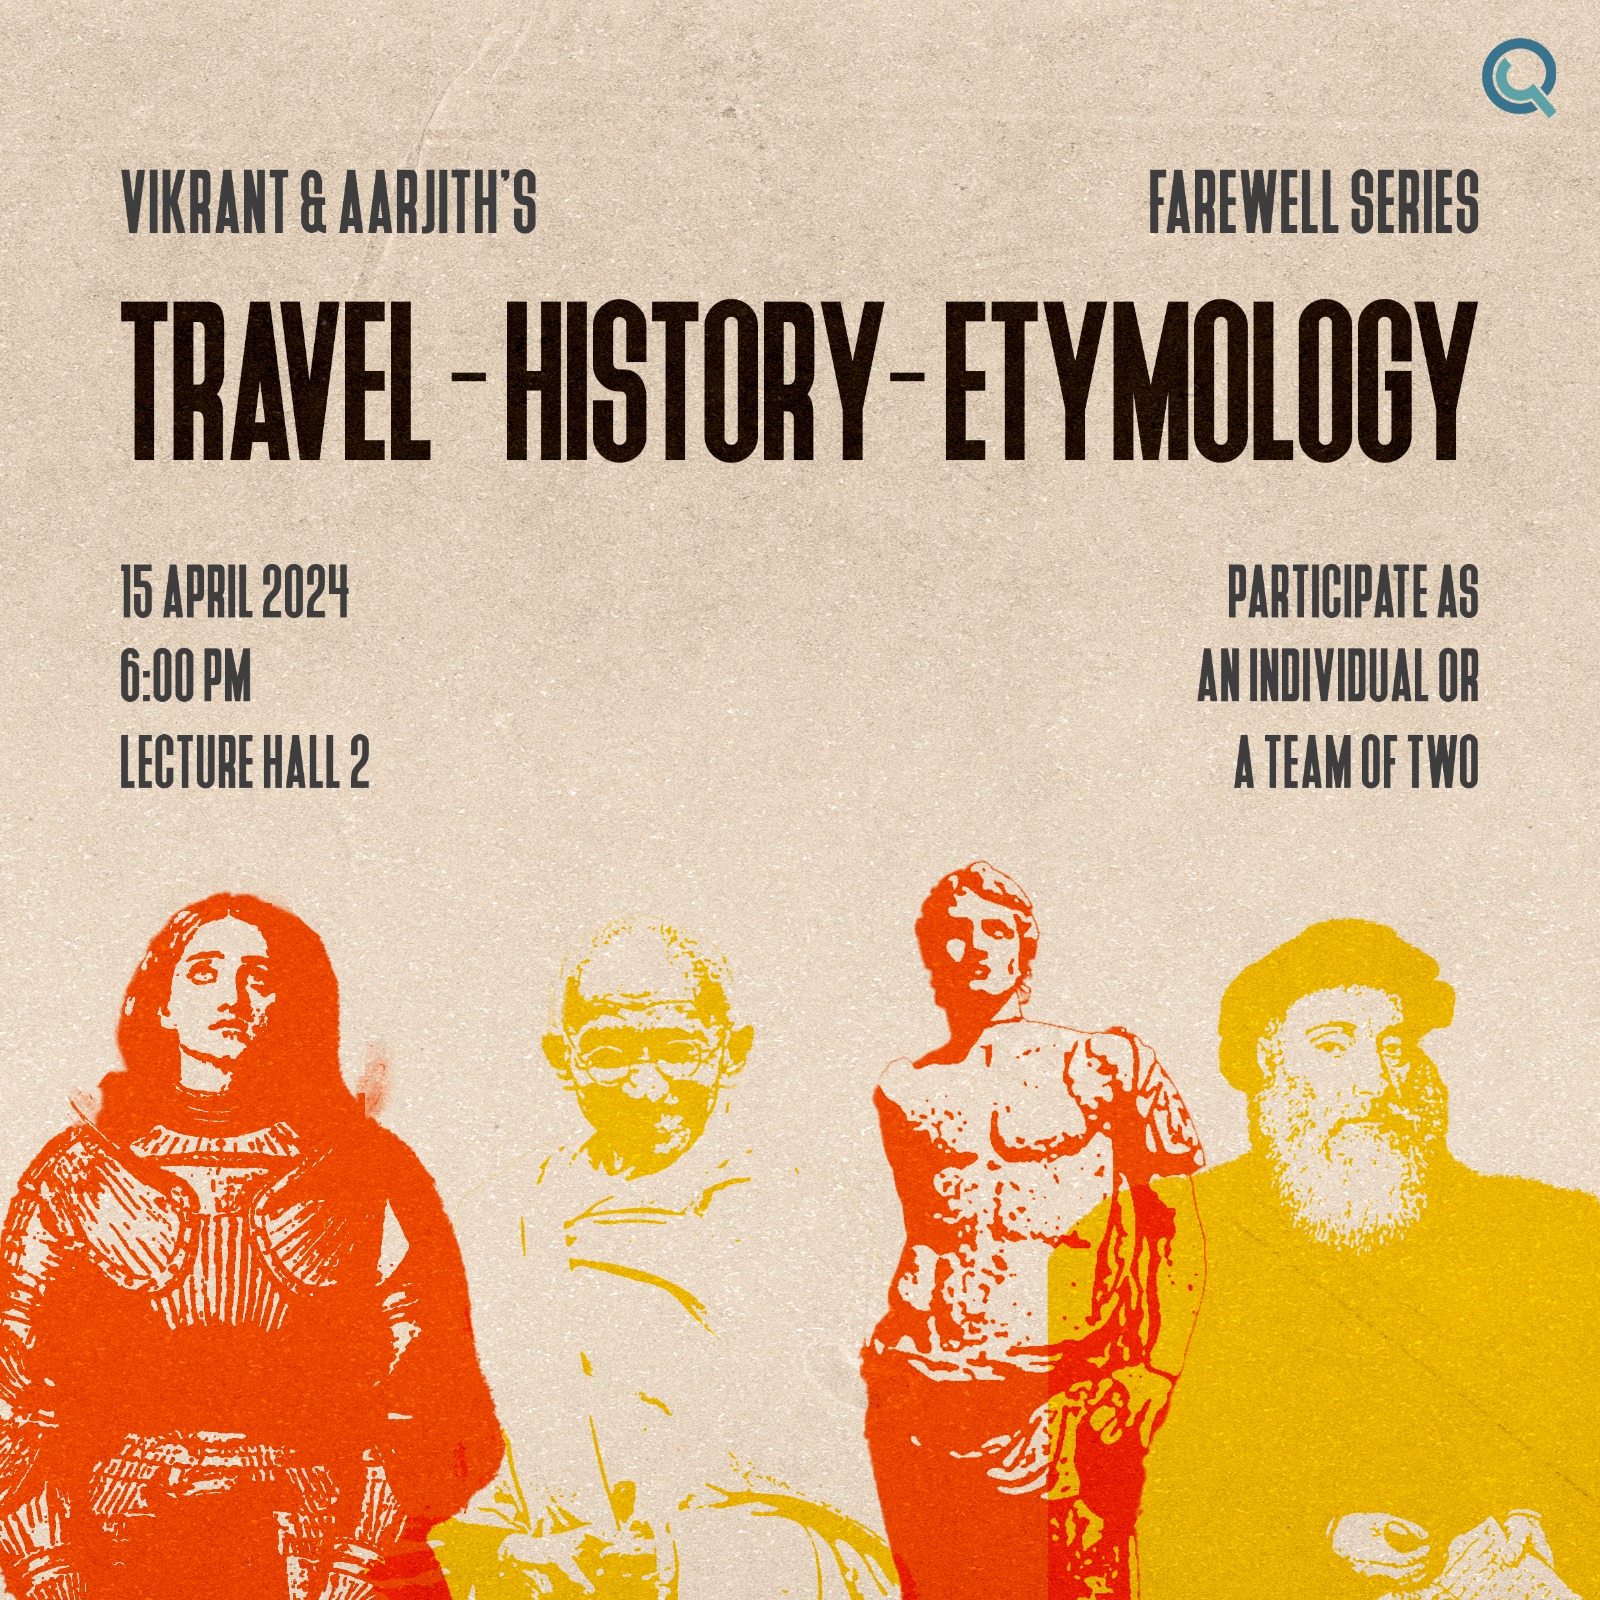 VIKRANT & AARJITH'S
FAREWELL SERIES
TRAVEL - HISTORY - ETYMOLOGY
15 APRIL 2024
6:00 PM
LECTURE HALL 2
PARTICIPATE AS
AN INDIVIDUAL OR
A TEAM OF TWO